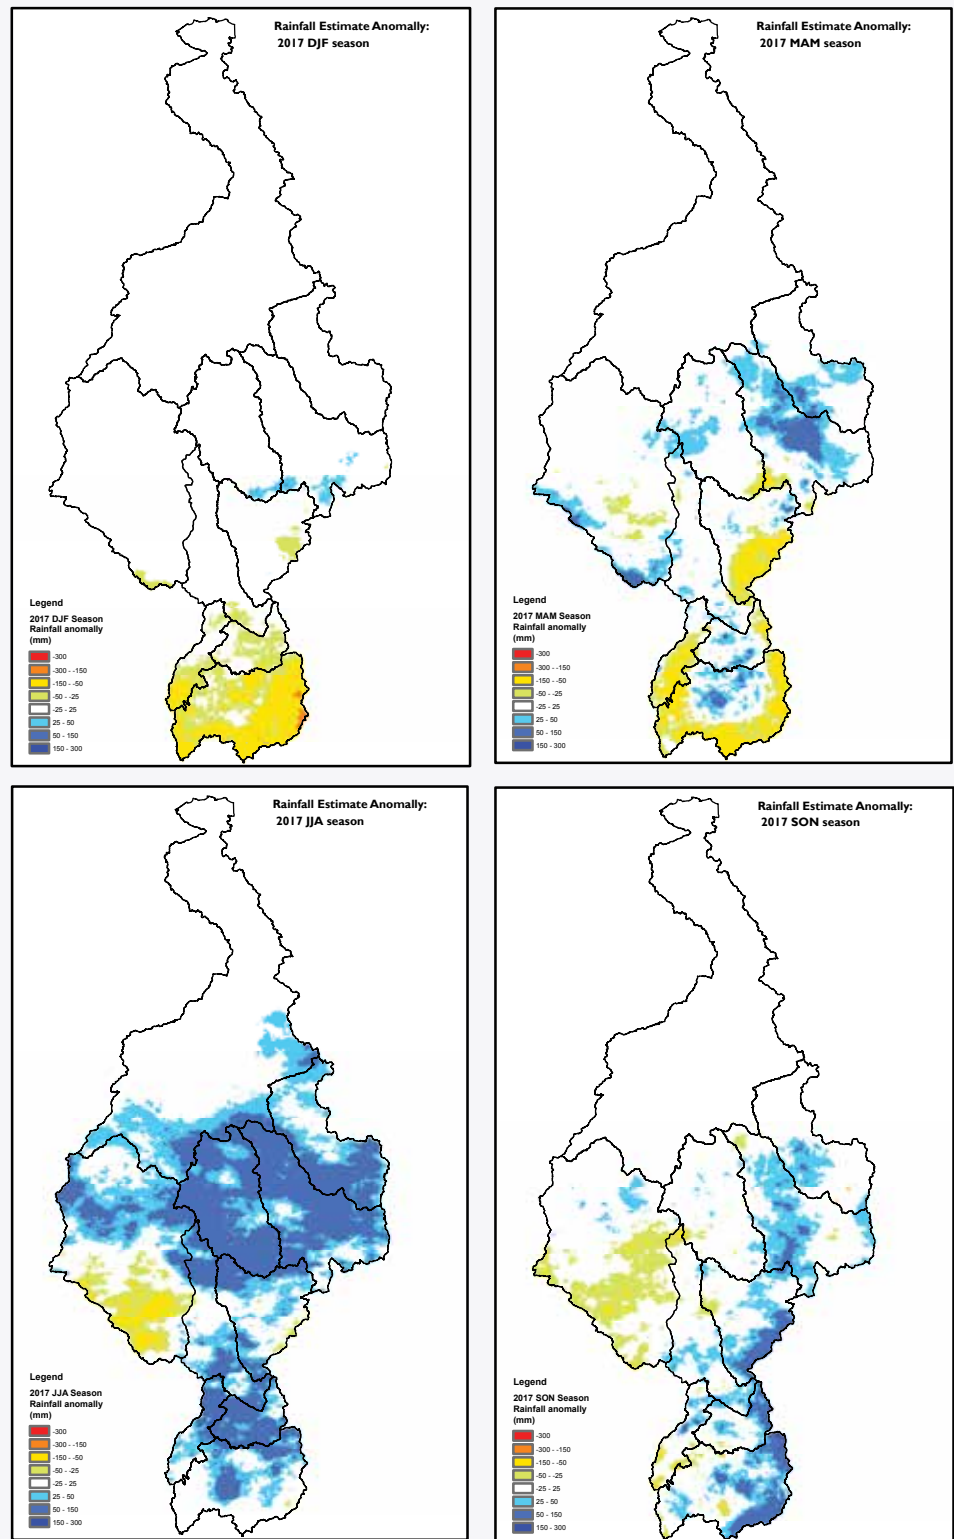 Rainfall Estimate Anomally:
2017 DJF season
Legend
2017 DJF Season
Rainfall anomally
(mm)
-300
-300 - -150
-150 - -50
-50 - -25
-25 - 25
25 - 50
50 - 150
150 - 300
Rainfall Estimate Anomally:
2017 MAM season
Legend
2017 MAM Season
Rainfall anomally
(mm)
-300
-300 - -150
-150 - -50
-50 - -25
-25 - 25
25 - 50
50 - 150
150 - 300
Rainfall Estimate Anomally:
2017 JJA season
Legend
2017 JJA Season
Rainfall anomally
(mm)
-300
-300 - -150
-150 - -50
-50 - -25
-25 - 25
25 - 50
50 - 150
150 - 300
Rainfall Estimate Anomally:
2017 SON season
Legend
2017 SON Season
Rainfall anomally
(mm)
-300
-300 - -150
-150 - -50
-50 - -25
-25 - 25
25 - 50
50 - 150
150 - 300